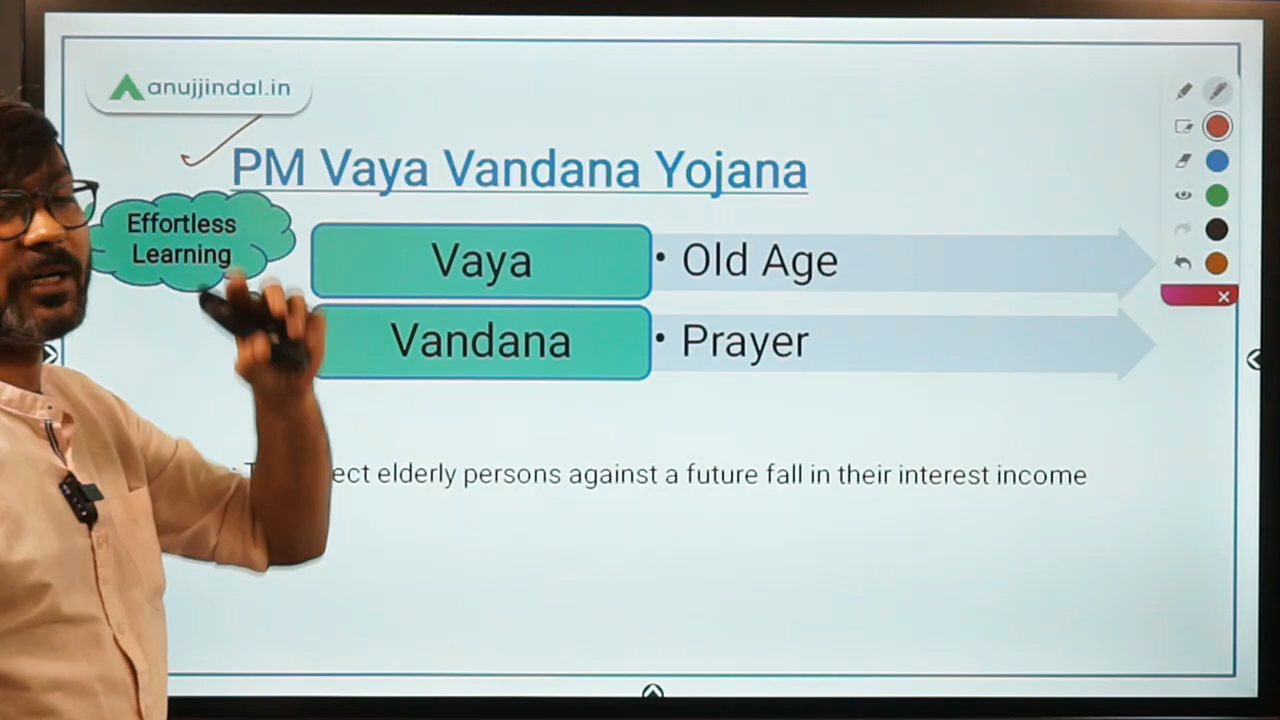 anujjindal.in
PM Vaya Vandana Yojana
Effortless
Learning
Vaya
• Old Age
Vandana
• Prayer
elderly persons against a future fall in their interest income